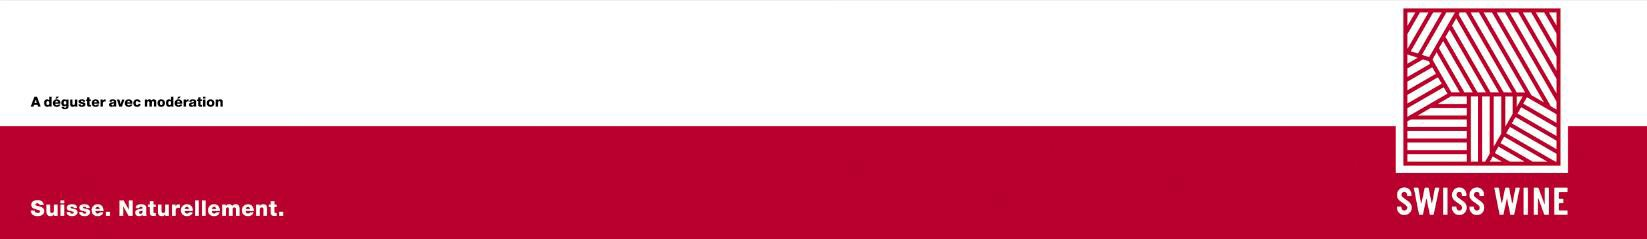 A déguster avec modération
Suisse. Naturellement.
SWISS WINE